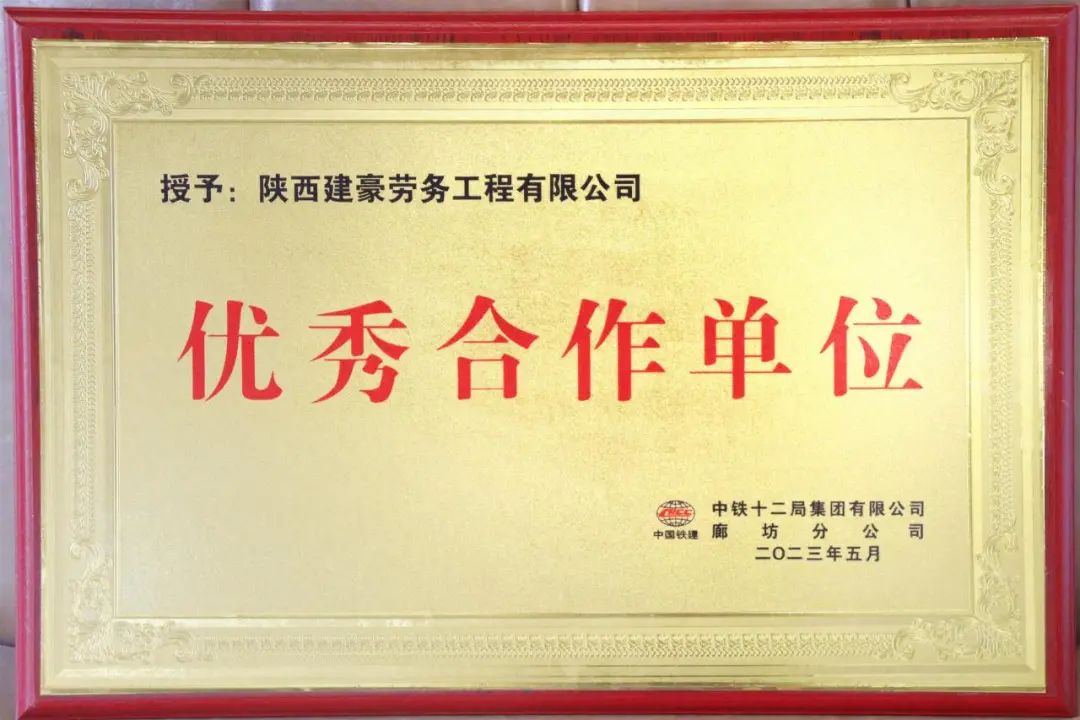 授予：陕西建豪劳务工程有限公司
优秀合作单位
中铁十二局集团有限公司
中国铁建
廊坊分公司
二〇二三年五月